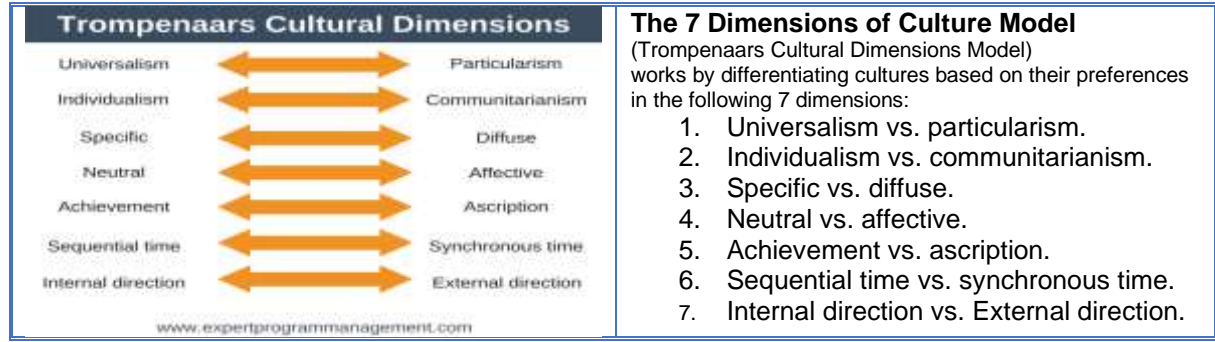 Trompenaars Cultural Dimensions
Universalism Particularism
Individualism Communitarianism
Specific Diffuse
Neutral Affective
Achievement Ascription
Sequential time Synchronous time
Internal direction External direction
www.expertprogrammanagement.com
The 7 Dimensions of Culture Model
(Trompenaars Cultural Dimensions Model)
works by differentiating cultures based on their preferences
in the following 7 dimensions:
1. Universalism vs. particularism.
2. Individualism vs. communitarianism.
3. Specific vs. diffuse.
4. Neutral vs. affective.
5. Achievement vs. ascription.
6. Sequential time vs. synchronous time.
7. Internal direction vs. External direction.